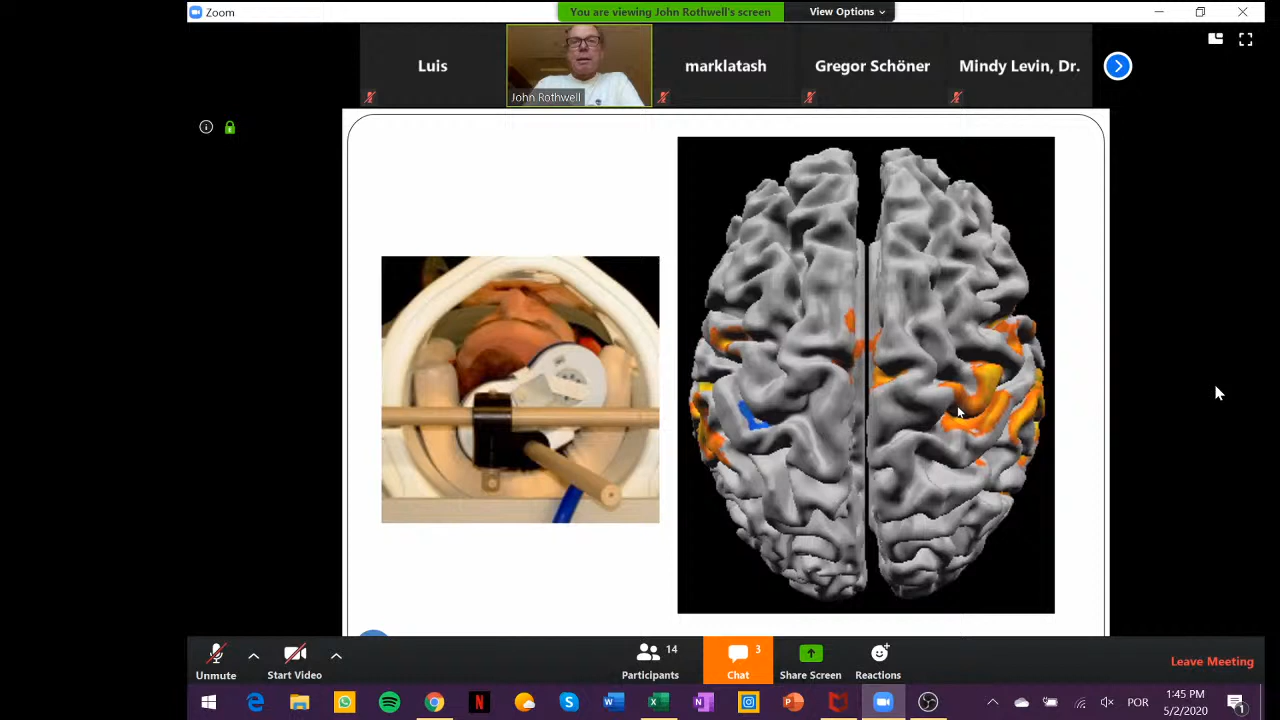 Zoom
You are viewing John Rothwell's screen
View Options
Luis
John Rothwell
marklatash
Gregor Schöner
Mindy Levin, Dr.
Unmute
Start Video
Participants
14
Chat
3
Share Screen
Reactions
Leave Meeting
POR
1:45 PM
5/2/2020
1